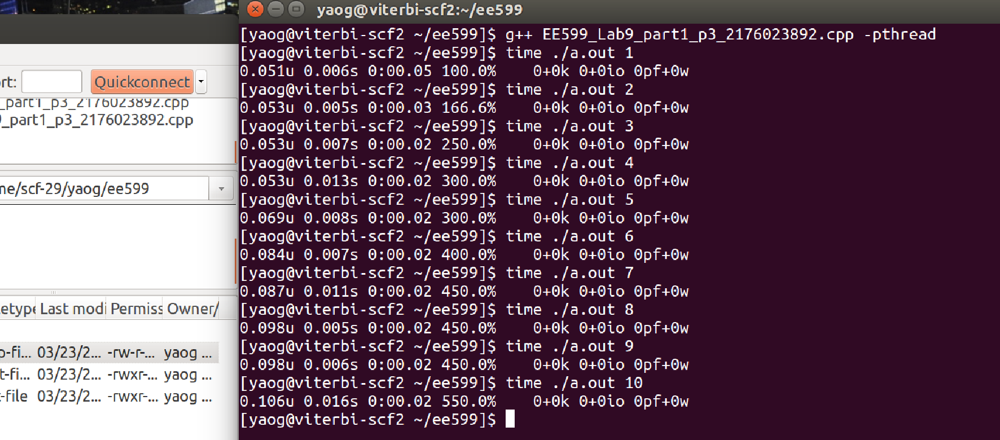 rt:
Quickconnect
_part1_p3_2176023892.cpp
_part1_p3_2176023892.cpp
me/scf-29/yaog/ee599
etype Last modi Permiss Owner/
-fi... 03/23/2... -rw-r-... yaog ...
t-fi... 03/23/2... -rwxr-... yaog ...
-file 03/23/2... -rwxr-... yaog ...
yaog@viterbi-scf2:~/ee599
[yaog@viterbi-scf2 ~/ee599]$ g++ EE599_Lab9_part1_p3_2176023892.cpp -pthread
[yaog@viterbi-scf2 ~/ee599]$ time ./a.out 1
0.051u 0.006s 0:00.05 100.0%    0+0k 0+0io 0pf+0w
[yaog@viterbi-scf2 ~/ee599]$ time ./a.out 2
0.053u 0.005s 0:00.03 166.6%    0+0k 0+0io 0pf+0w
[yaog@viterbi-scf2 ~/ee599]$ time ./a.out 3
0.053u 0.007s 0:00.02 250.0%    0+0k 0+0io 0pf+0w
[yaog@viterbi-scf2 ~/ee599]$ time ./a.out 4
0.053u 0.013s 0:00.02 300.0%    0+0k 0+0io 0pf+0w
[yaog@viterbi-scf2 ~/ee599]$ time ./a.out 5
0.069u 0.008s 0:00.02 300.0%    0+0k 0+0io 0pf+0w
[yaog@viterbi-scf2 ~/ee599]$ time ./a.out 6
0.084u 0.007s 0:00.02 400.0%    0+0k 0+0io 0pf+0w
[yaog@viterbi-scf2 ~/ee599]$ time ./a.out 7
0.087u 0.011s 0:00.02 450.0%    0+0k 0+0io 0pf+0w
[yaog@viterbi-scf2 ~/ee599]$ time ./a.out 8
0.098u 0.005s 0:00.02 450.0%    0+0k 0+0io 0pf+0w
[yaog@viterbi-scf2 ~/ee599]$ time ./a.out 9
0.098u 0.006s 0:00.02 450.0%    0+0k 0+0io 0pf+0w
[yaog@viterbi-scf2 ~/ee599]$ time ./a.out 10
0.106u 0.016s 0:00.02 550.0%    0+0k 0+0io 0pf+0w
[yaog@viterbi-scf2 ~/ee599]$